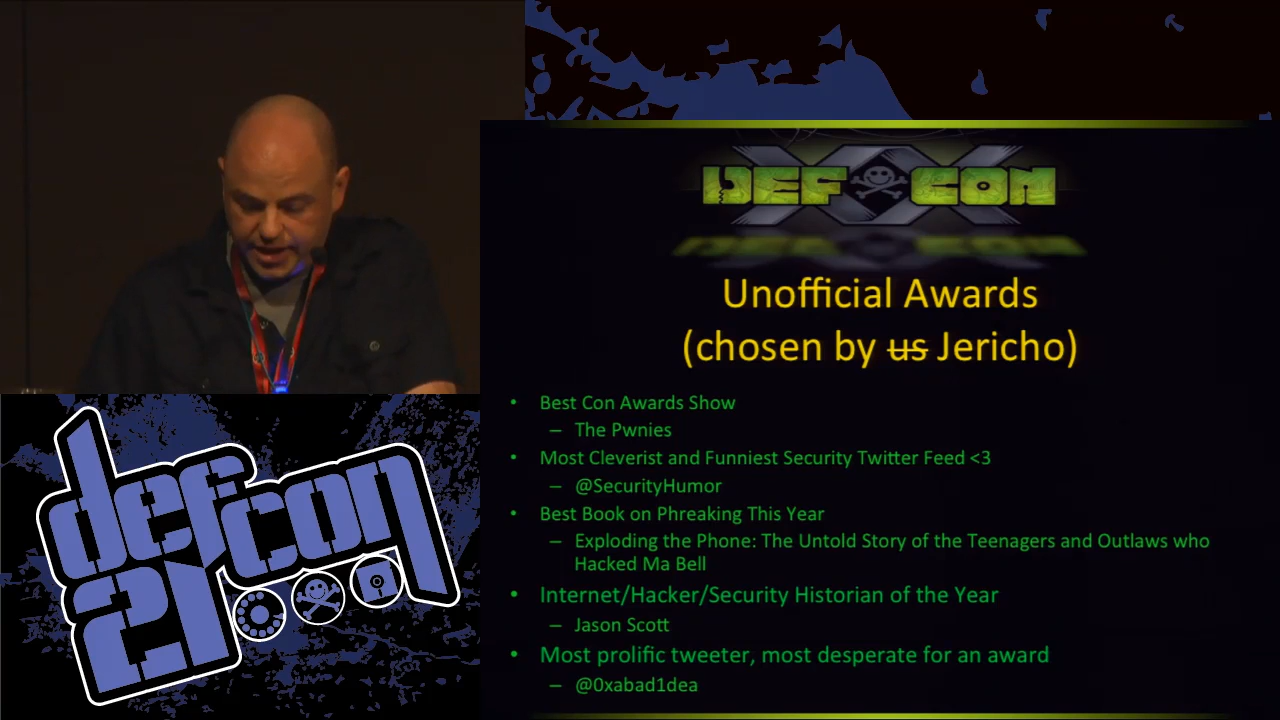 DEF CON
XX
Unofficial Awards
(chosen by us Jericho)
• Best Con Awards Show
– The Pwnies
• Most Cleverist and Funniest Security Twitter Feed <3
– @SecurityHumor
• Best Book on Phreaking This Year
– Exploding the Phone: The Untold Story of the Teenagers and Outlaws who
Hacked Ma Bell
• Internet/Hacker/Security Historian of the Year
– Jason Scott
• Most prolific tweeter, most desperate for an award
– @0xabad1dea
defcon
21